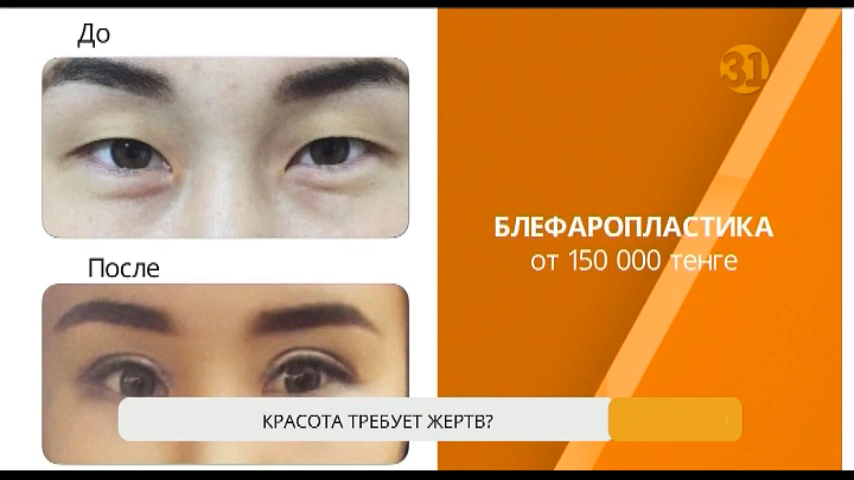 До
31
БЛЕФАРОПЛАСТИКА
от 150 000 тенге
После
КРАСОТА ТРЕБУЕТ ЖЕРТВ?